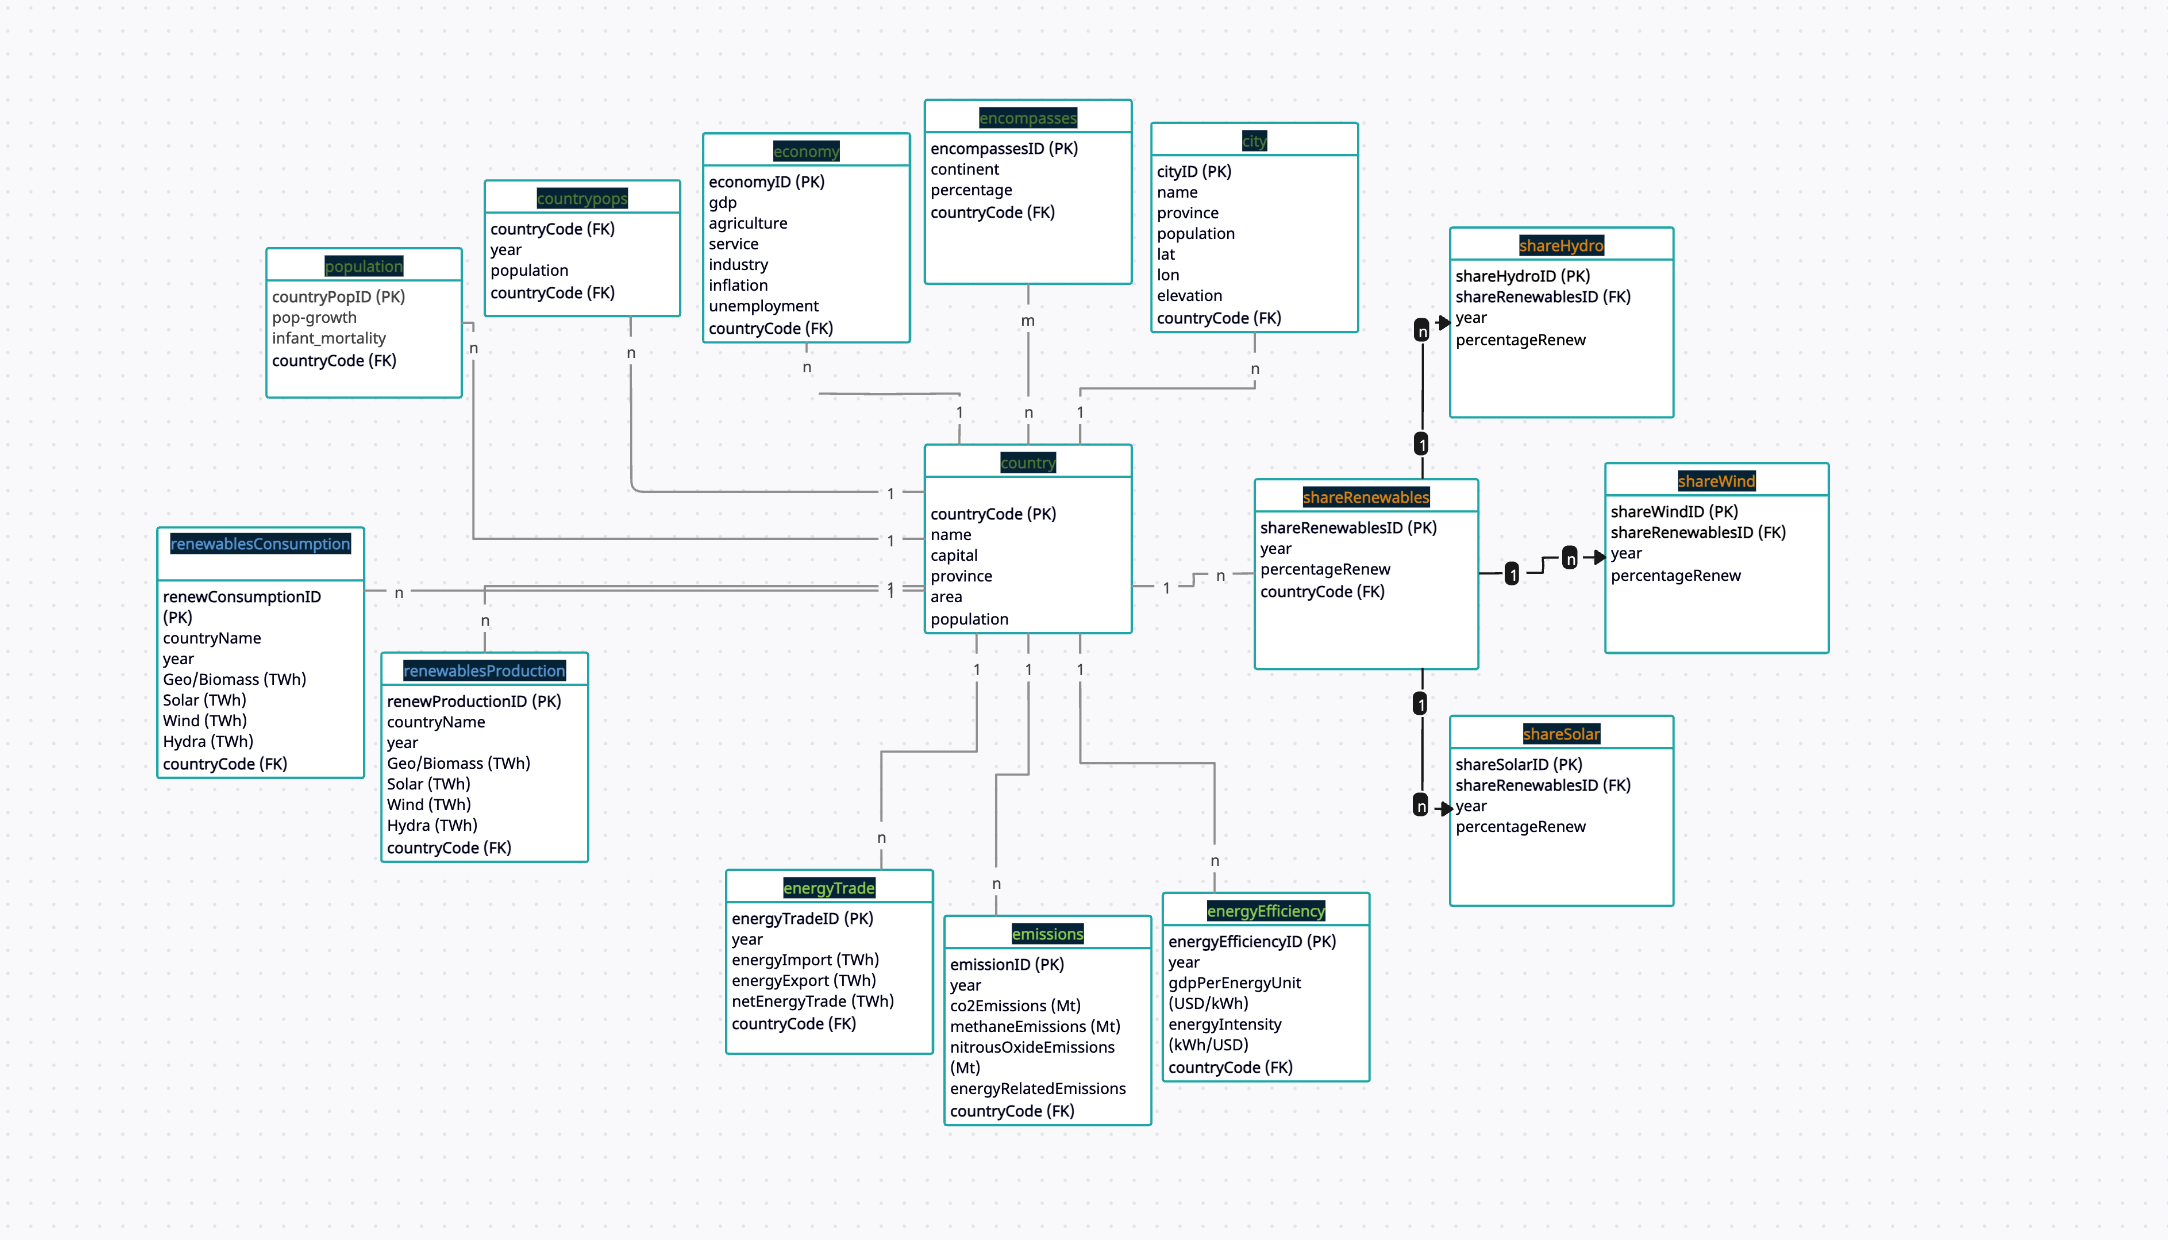 encompasses
encompassesID (PK)
continent
percentage
countryCode (FK)
city
cityID (PK)
name
province
population
lat
lon
elevation
countryCode (FK)
economy
economyID (PK)
gdp
agriculture
service
industry
inflation
unemployment
countryCode (FK)
countrypops
countryCode (FK)
year
population
countryCode (FK)
population
countryPopID (PK)
pop-growth
infant_mortality
countryCode (FK)
shareHydro
shareHydroID (PK)
shareRenewablesID (FK)
year
percentageRenew
n
n
n
m
n
n
1
n
1
1
1
1
1
1
n
n
country
countryCode (PK)
name
capital
province
area
population
1
n
shareRenewables
shareRenewablesID (PK)
year
percentageRenew
countryCode (FK)
1
n
shareWind
shareWindID (PK)
shareRenewablesID (FK)
year
percentageRenew
renewablesConsumption
renewConsumptionID
(PK)
countryName
year
Geo/Biomass (TWh)
Solar (TWh)
Wind (TWh)
Hydra (TWh)
countryCode (FK)
n
n
renewablesProduction
renewProductionID (PK)
countryName
year
Geo/Biomass (TWh)
Solar (TWh)
Wind (TWh)
Hydra (TWh)
countryCode (FK)
1
1
1
1
n
shareSolar
shareSolarID (PK)
shareRenewablesID (FK)
year
percentageRenew
n
n
n
energyTrade
energyTradeID (PK)
year
energyImport (TWh)
energyExport (TWh)
netEnergyTrade (TWh)
countryCode (FK)
emissions
emissionID (PK)
year
co2Emissions (Mt)
methaneEmissions (Mt)
nitrousOxideEmissions
(Mt)
energyRelatedEmissions
countryCode (FK)
energyEfficiency
energyEfficiencyID (PK)
year
gdpPerEnergyUnit
(USD/kWh)
energyIntensity
(kWh/USD)
countryCode (FK)